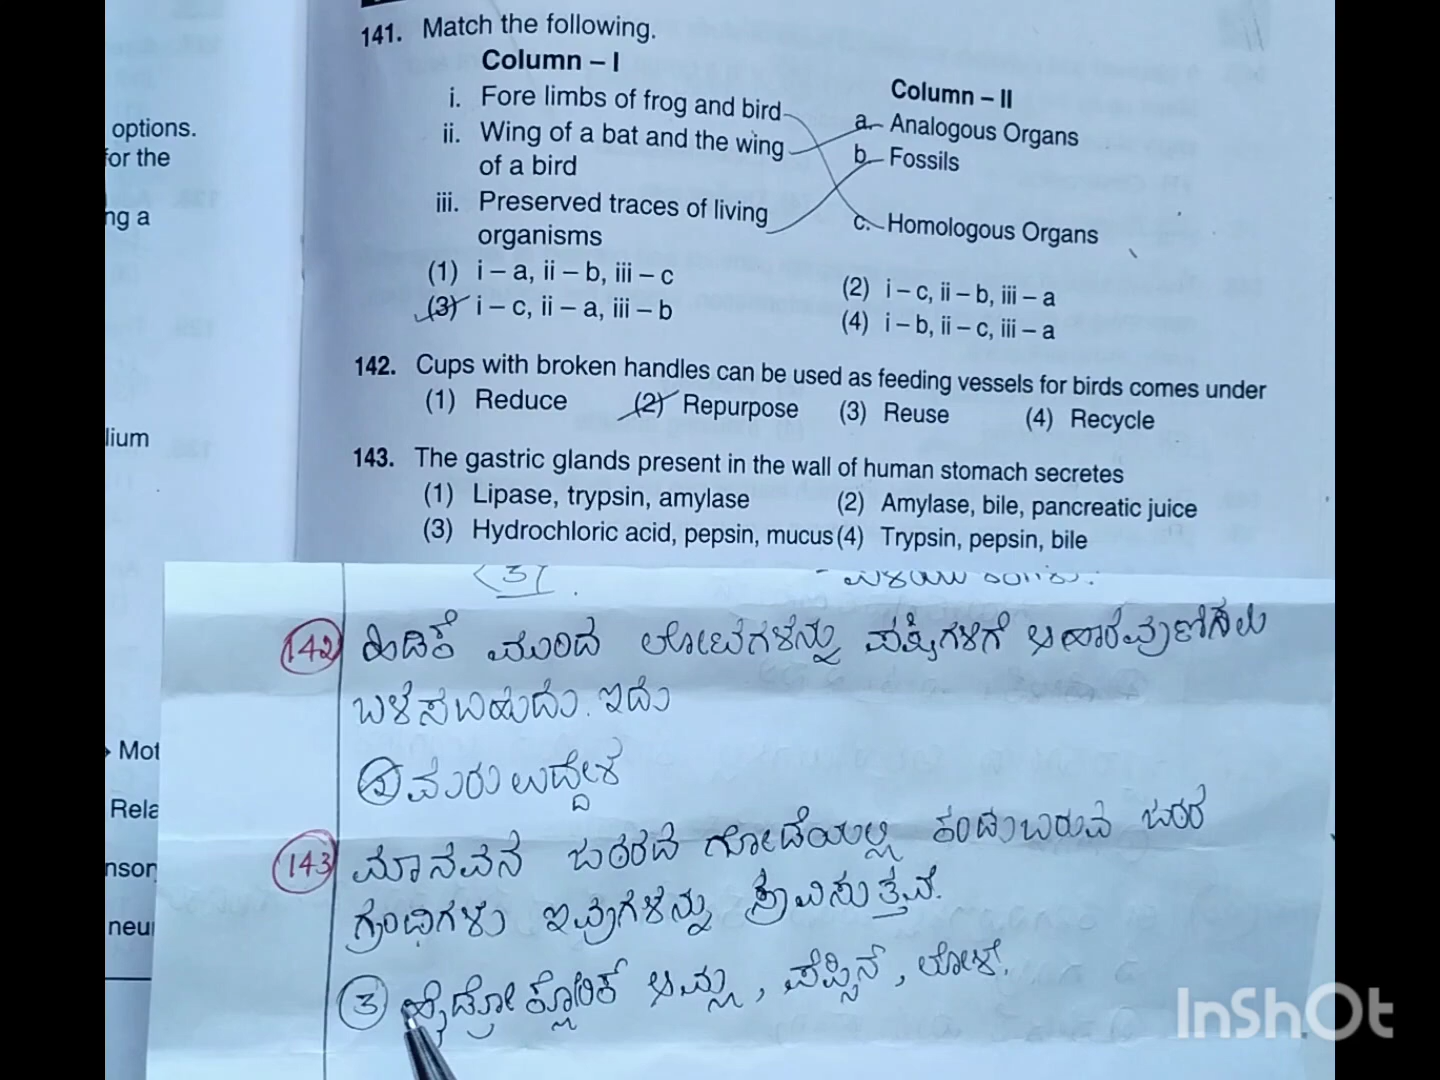 141. Match the following.
Column – I
Column – II
i. Fore limbs of frog and bird
a. Analogous Organs
ii. Wing of a bat and the wing
of a bird
b. Fossils
iii. Preserved traces of living
organisms
c. Homologous Organs
(1) i – a, ii – b, iii – c
(2) i – c, ii – b, iii – a
(3) i – c, ii – a, iii – b
(4) i – b, ii – c, iii – a
142. Cups with broken handles can be used as feeding vessels for birds comes under
(1) Reduce (2) Repurpose (3) Reuse (4) Recycle
143. The gastric glands present in the wall of human stomach secretes
(1) Lipase, trypsin, amylase (2) Amylase, bile, pancreatic juice
(3) Hydrochloric acid, pepsin, mucus (4) Trypsin, pepsin, bile
options.
for the
ng a
lium
Mot
Rela
nsor
neu
(3).
142 ಹಿಡಿಕೆ ಮುರಿದ ಲೋಟಗಳನ್ನು ಪಕ್ಷಿಗಳಿಗೆ
ಬಳಸಬಹುದು. ಇದು
② ಮರು ಉದ್ದೇಶ
143 ಮಾನವನ ಜಠರದ ಗೋಡೆಯಲ್ಲಿ ಕಂಡುಬರುವ ಜಠರ
ಗ್ರಂಥಿಗಳು ಇವುಗಳನ್ನು ಸ್ರವಿಸುತ್ತವೆ.
③ ಹೈಡ್ರೋಕ್ಲೋರಿಕ್ ಆಮ್ಲ, ಪೆಪ್ಸಿನ್, ಲೋಳೆ.
InShOt